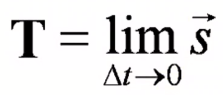 T = lim s⃗
Δt→0